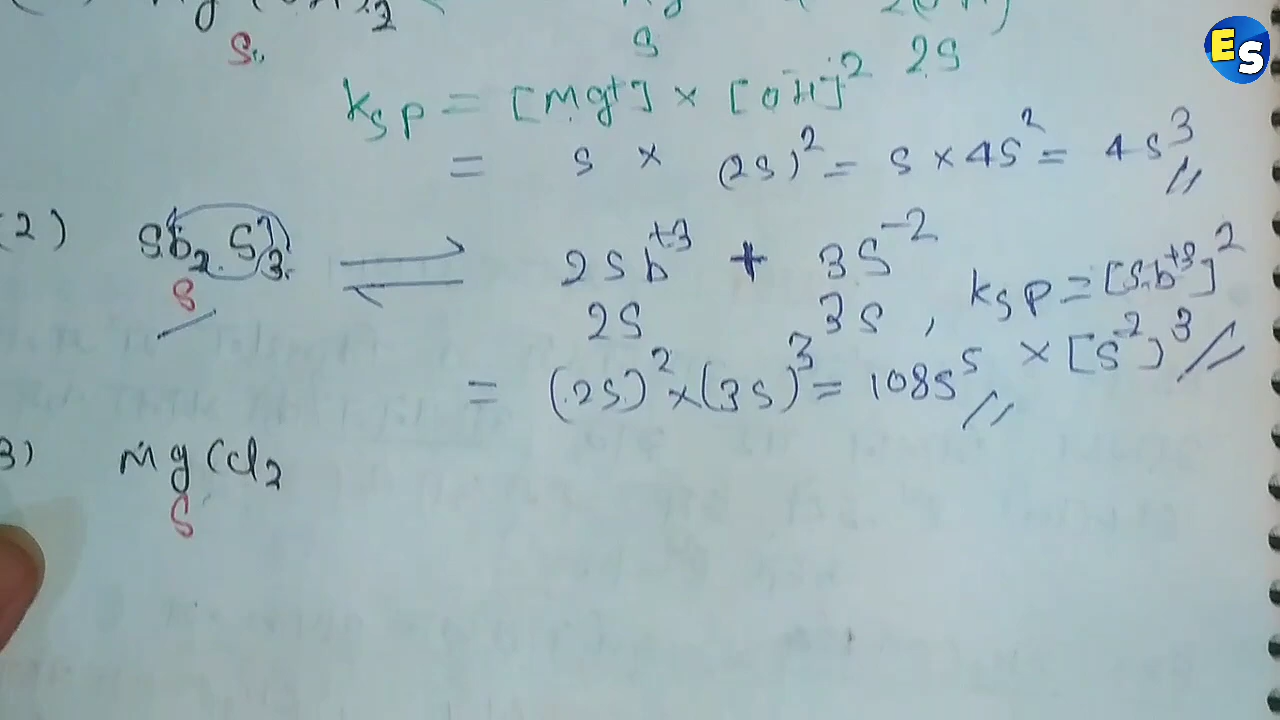 2
S
S
2S
ES
Ksp = [Mg+] × [OH]²
= S × (2S)² = S × 4S² = 4S³ //
(2) Sb₂S₃ ⇌ 2Sb⁺³ + 3S⁻²
S
2S 3S , Ksp = [Sb⁺³]²
× [S⁻²]³ //
= (2S)² × (3S)³ = 108S⁵ //
3) MgCl₂
S